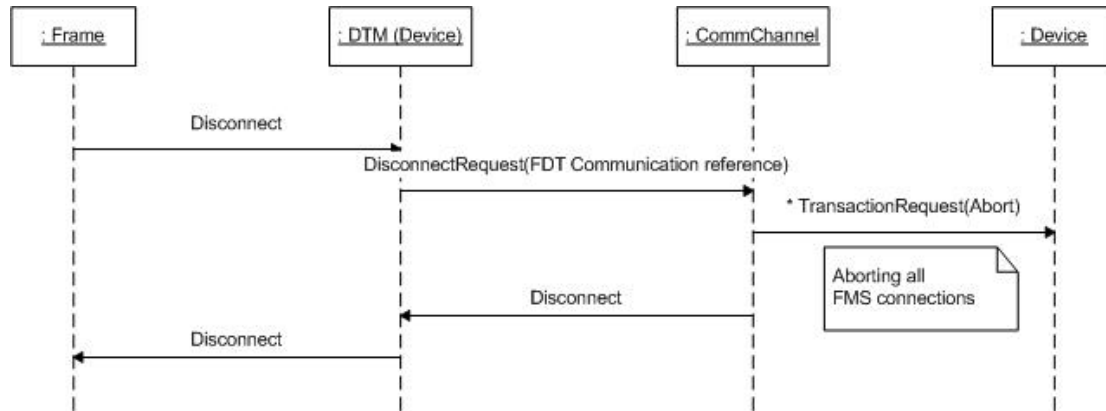 : Frame
: DTM (Device)
: CommChannel
: Device
Disconnect
DisconnectRequest(FDT Communication reference)
* TransactionRequest(Abort)
Aborting all
FMS connections
Disconnect
Disconnect